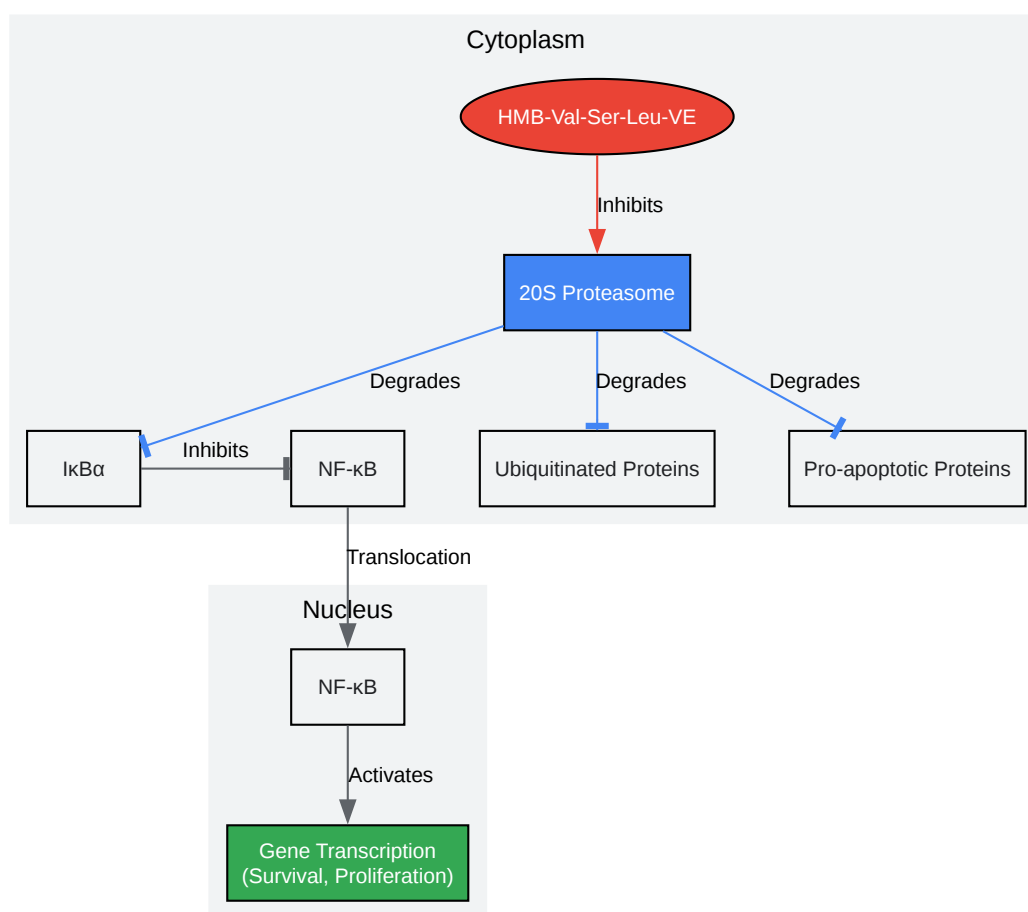 Cytoplasm
HMB-Val-Ser-Leu-VE
Inhibits
20S Proteasome
Degrades
Degrades
Degrades
Inhibits
IκBα
NF-κB
Ubiquitinated Proteins
Pro-apoptotic Proteins
Translocation
Nucleus
NF-κB
Activates
Gene Transcription
(Survival, Proliferation)